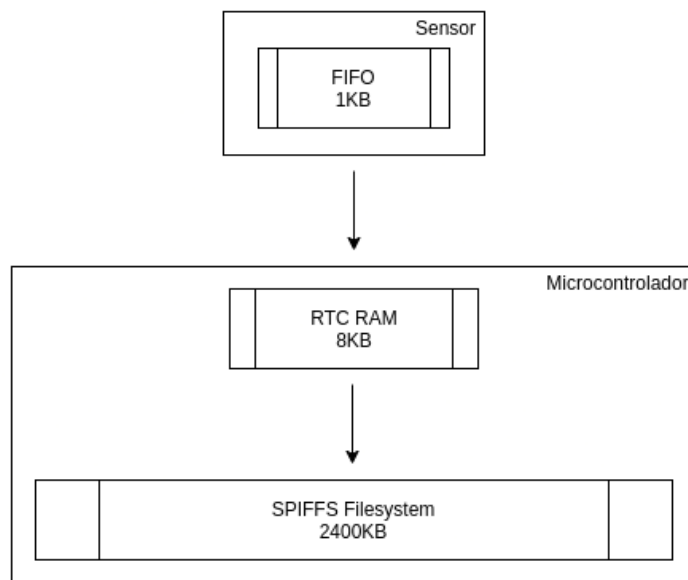 Sensor
FIFO
1KB
Microcontrolador
RTC RAM
8KB
SPIFFS Filesystem
2400KB